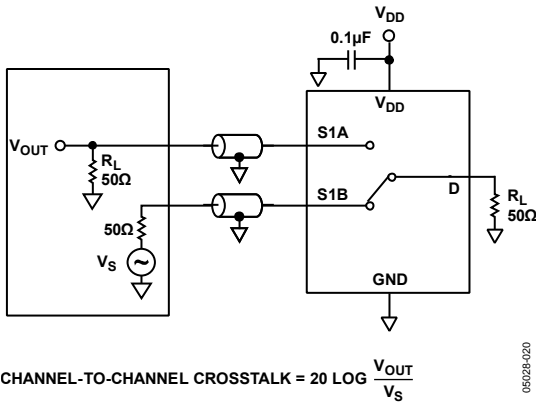 VDD
0.1µF
VDD
VOUT
RL
50Ω
S1A
50Ω
S1B
D
RL
50Ω
VS
GND
CHANNEL-TO-CHANNEL CROSSTALK = 20 LOG VOUT/VS
05028-020